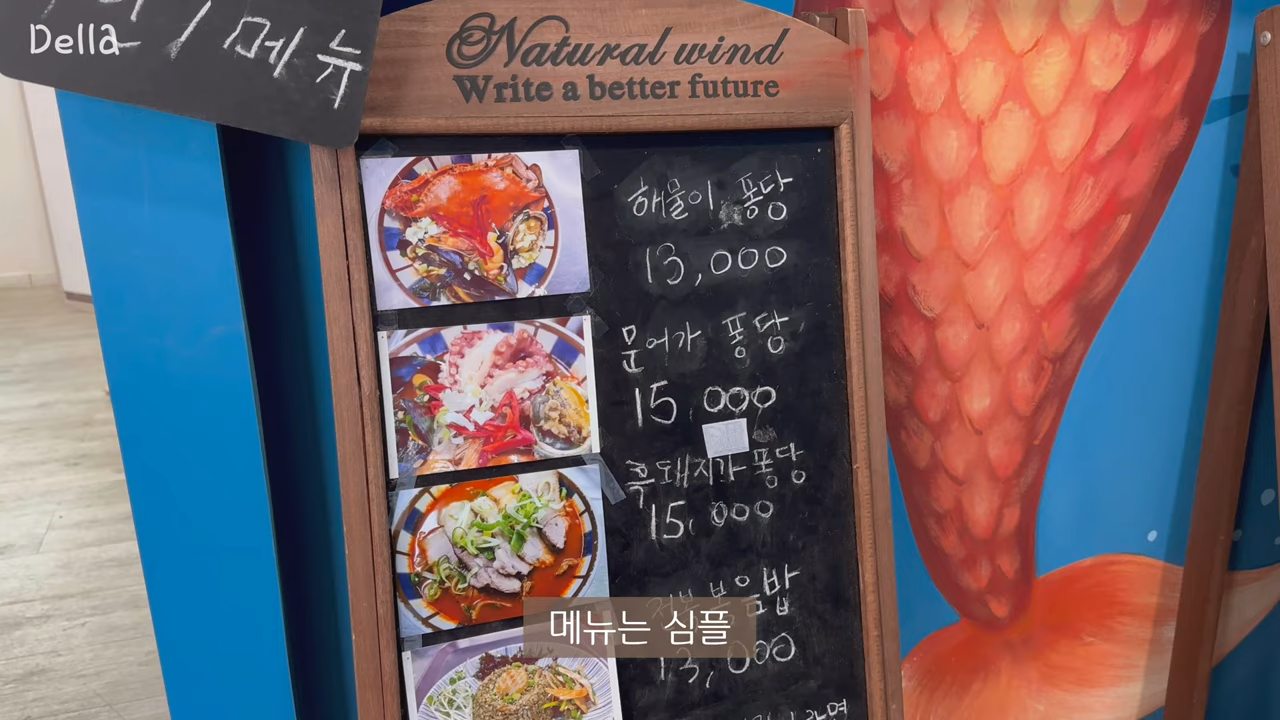 Della
메뉴
Natural wind
Write a better future
해물이 퐁당
13,000
문어가 퐁당
15,000
흑돼지가 퐁당
15,000
볶음밥
메뉴는 심플
13,000
라면